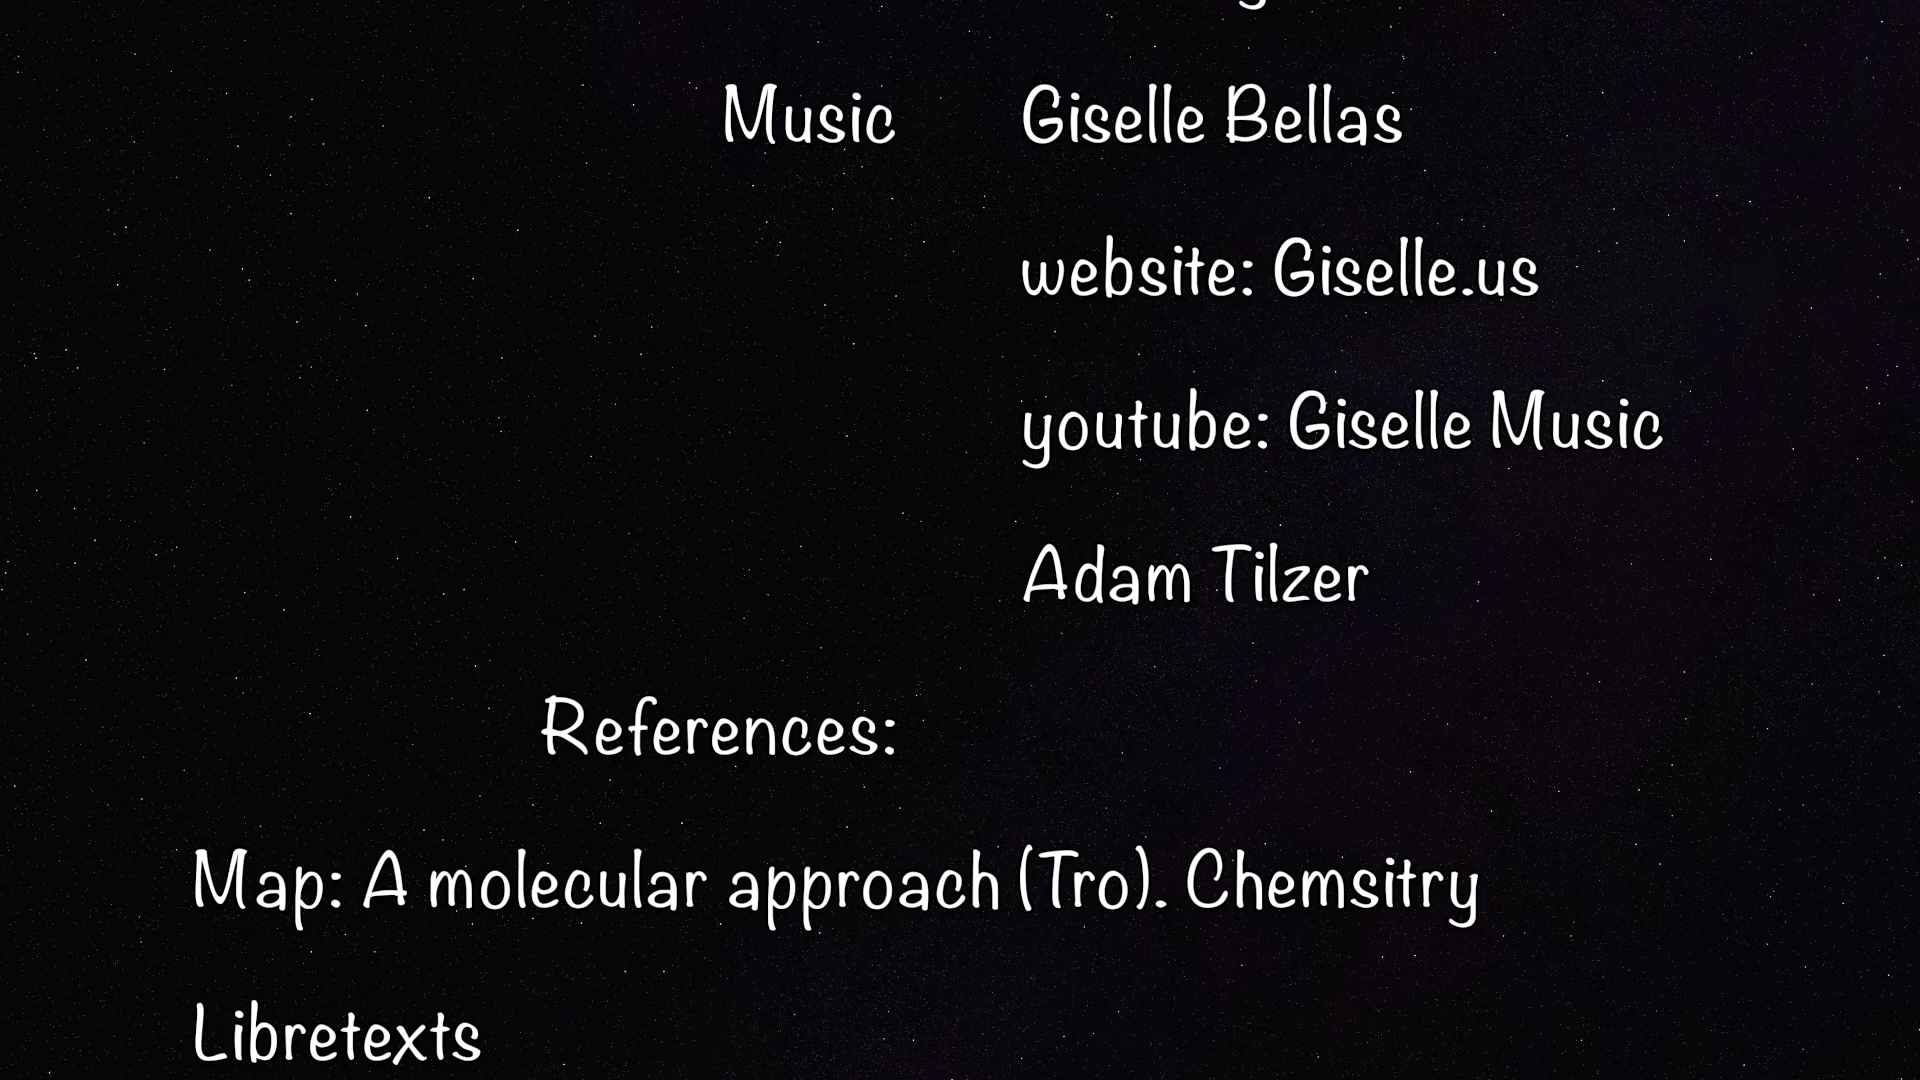 Music Giselle Bellas
website: Giselle.us
youtube: Giselle Music
Adam Tilzer
References:
Map: A molecular approach (Tro). Chemsitry
Libretexts